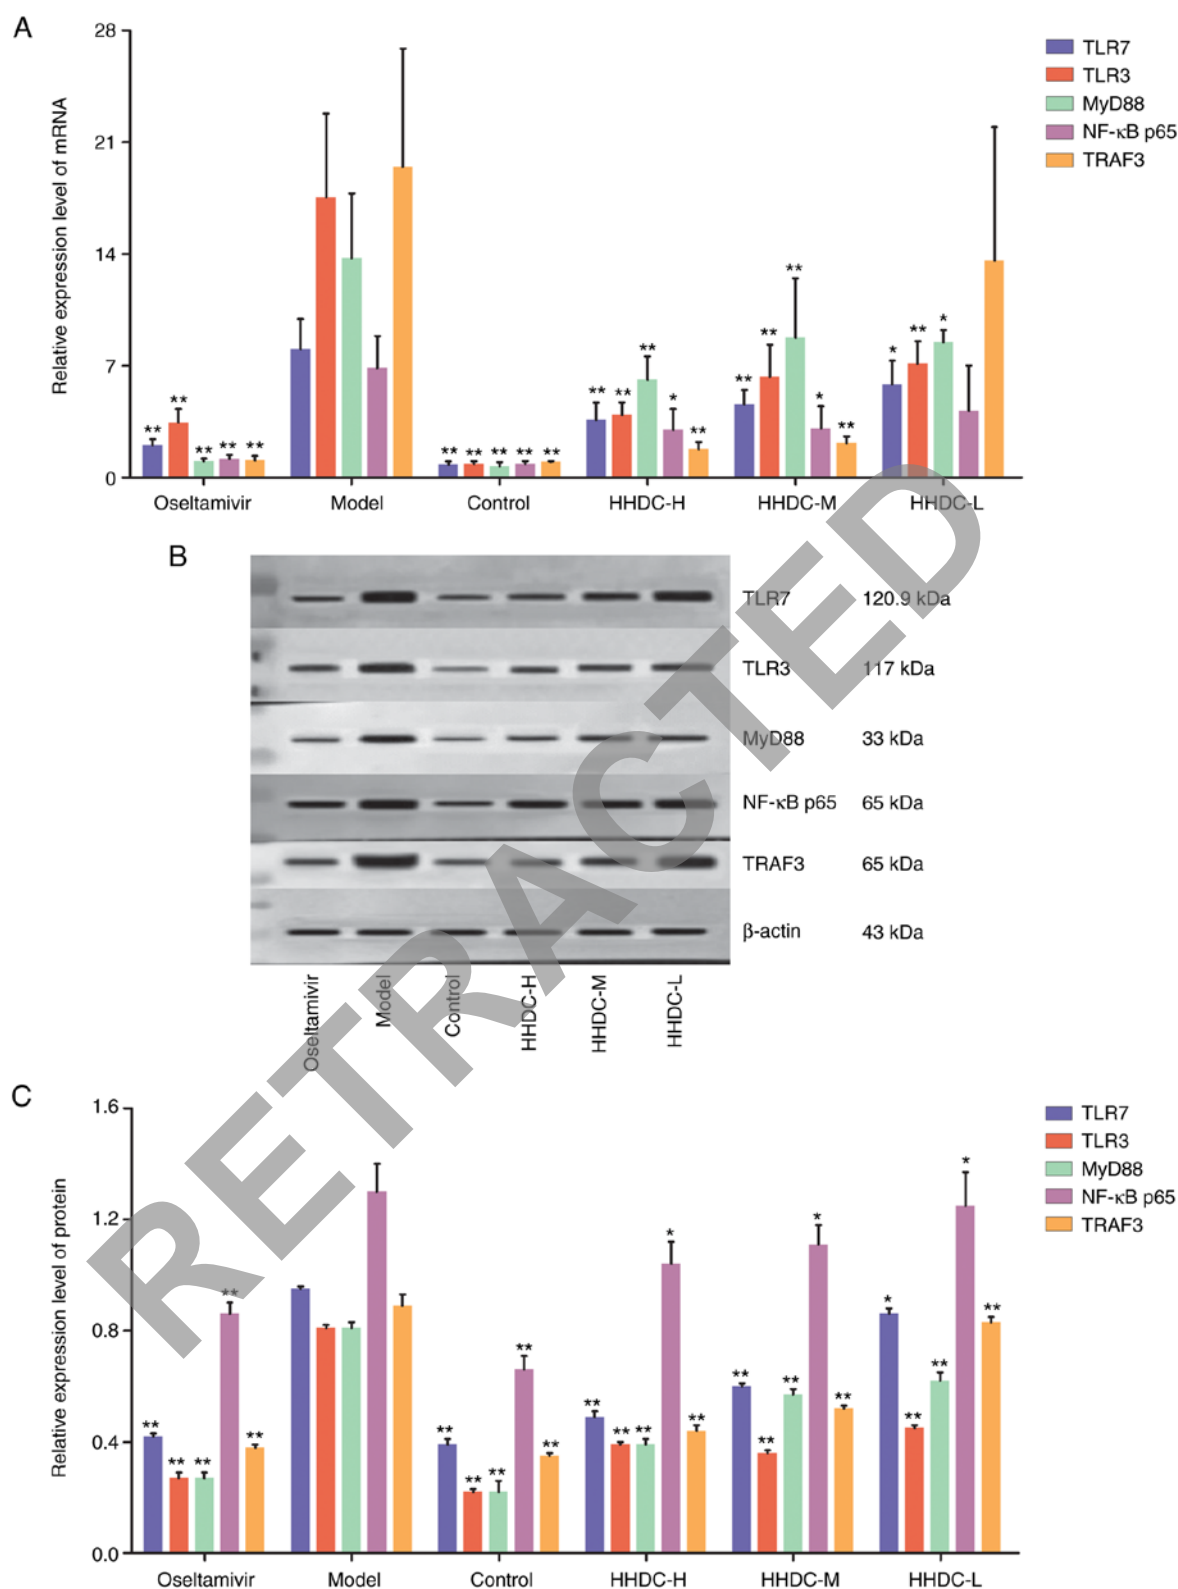 A
28
21
14
7
0
Relative expression level of mRNA
TLR7
TLR3
MyD88
NF-κB p65
TRAF3
** ** ** ** **
** ** ** ** **
** ** ** * **
** ** ** * **
* ** *
Oseltamivir Model Control HHDC-H HHDC-M HHDC-L
B
TLR7 120.9 kDa
TLR3 117 kDa
MyD88 33 kDa
NF-κB p65 65 kDa
TRAF3 65 kDa
β-actin 43 kDa
Oseltamivir
Model
Control
HHDC-H
HHDC-M
HHDC-L
C
1.6
1.2
0.8
0.4
0.0
Relative expression level of protein
TLR7
TLR3
MyD88
NF-κB p65
TRAF3
** ** ** ** **
** ** ** ** **
** ** ** * **
** ** ** * **
* ** ** * **
Oseltamivir Model Control HHDC-H HHDC-M HHDC-L
RETRACTED